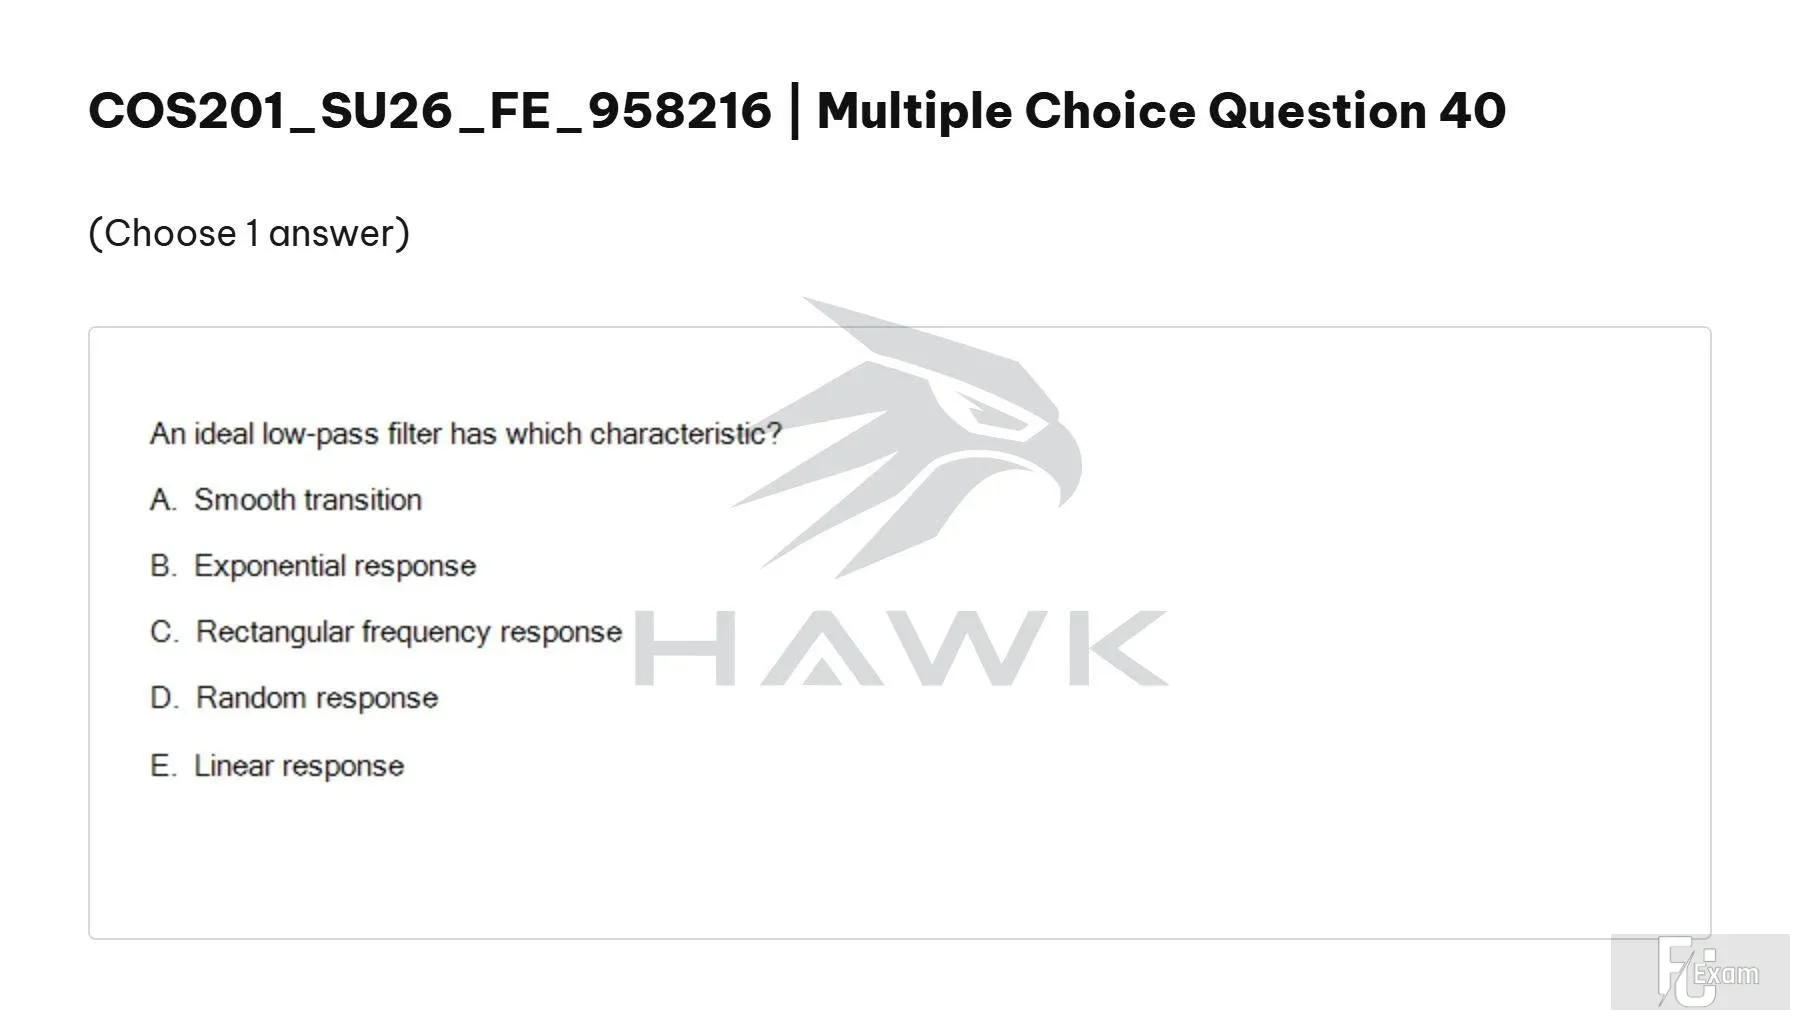 COS201_SU26_FE_958216 | Multiple Choice Question 40
(Choose 1 answer)
An ideal low-pass filter has which characteristic?
A. Smooth transition
B. Exponential response
C. Rectangular frequency response
D. Random response
E. Linear response
HAWK
FU Exam